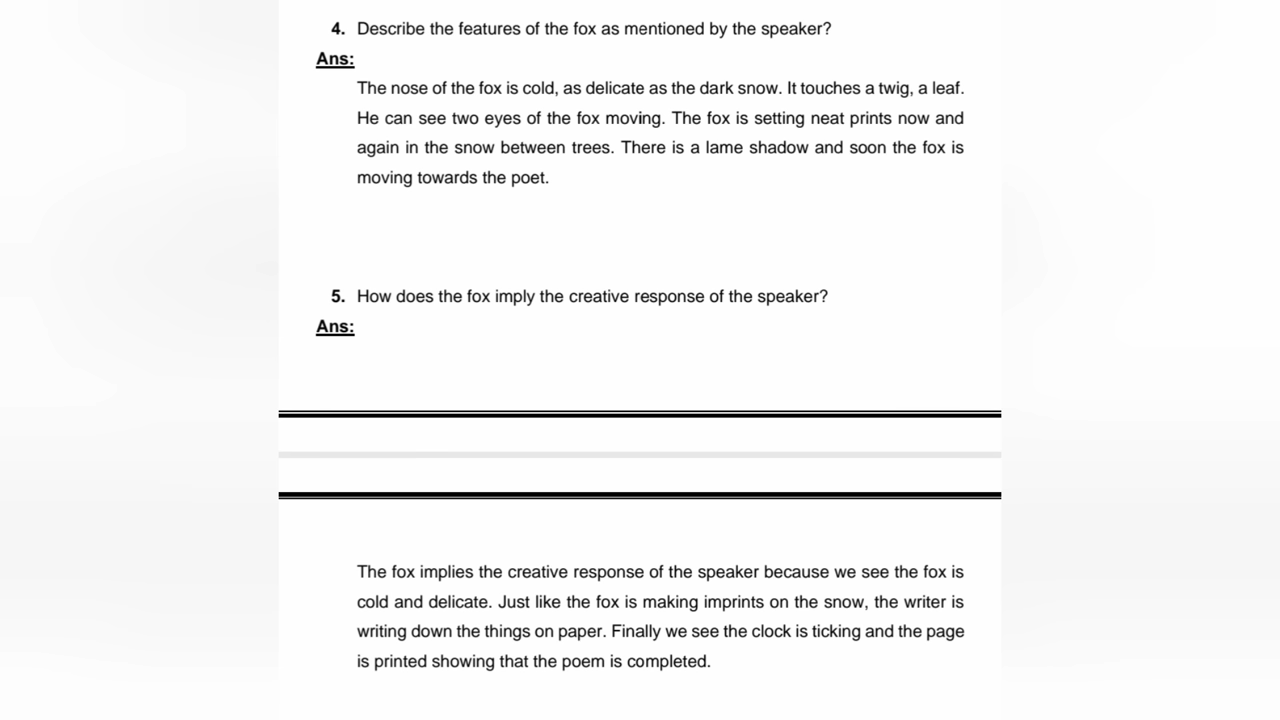 4. Describe the features of the fox as mentioned by the speaker?
Ans:
The nose of the fox is cold, as delicate as the dark snow. It touches a twig, a leaf.
He can see two eyes of the fox moving. The fox is setting neat prints now and
again in the snow between trees. There is a lame shadow and soon the fox is
moving towards the poet.
5. How does the fox imply the creative response of the speaker?
Ans:
The fox implies the creative response of the speaker because we see the fox is
cold and delicate. Just like the fox is making imprints on the snow, the writer is
writing down the things on paper. Finally we see the clock is ticking and the page
is printed showing that the poem is completed.